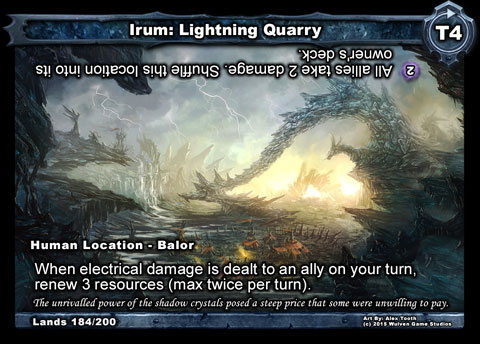 Irum: Lightning Quarry
T4
2 All allies take 2 damage. Shuffle this location into its
owner's deck.
Human Location - Balor
When electrical damage is dealt to an ally on your turn,
renew 3 resources (max twice per turn).
The unrivalled power of the shadow crystals posed a steep price that some were unwilling to pay.
Lands 184/200
Art By: Alex Tooth
(c) 2015 Wulven Game Studios